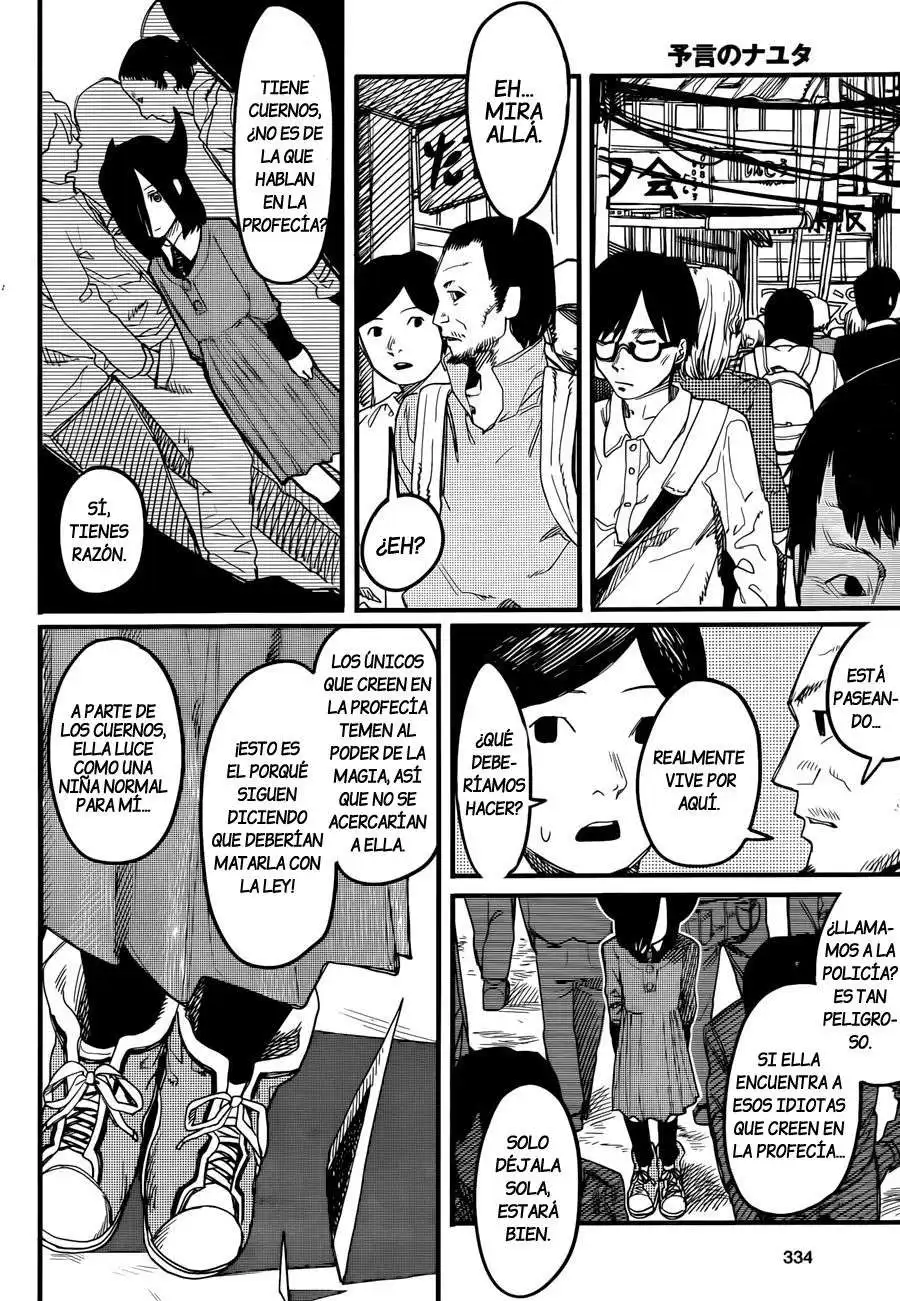 予言のナユタ
EH...
MIRA
ALLÁ.
¿EH?
TIENE
CUERNOS,
¿NO ES DE
LA QUE
HABLAN
EN LA
PROFECÍA?
SÍ,
TIENES
RAZÓN.
ESTÁ
PASEAN-
DO...
REALMENTE
VIVE POR
AQUÍ.
¿QUÉ
DEBE-
RÍAMOS
HACER?
¿LLAMA-
MOS A LA
POLICÍA?
ES TAN
PELIGRO-
SO.
SI ELLA
ENCUENTRA A
ESOS IDIOTAS
QUE CREEN EN
LA PROFECÍA...
SOLO
DÉJALA
SOLA,
ESTARÁ
BIEN.
LOS ÚNICOS
QUE CREEN EN
LA PROFECÍA
TEMEN AL
PODER DE LA
MAGIA, ASÍ
QUE NO SE
ACERCARÍAN
A ELLA.
¡ESTO ES
EL PORQUÉ
SIGUEN
DICIENDO
QUE DEBERÍAN
MATARLA CON
LA LEY!
A PARTE DE
LOS CUERNOS,
ELLA LUCE
COMO UNA
NIÑA NORMAL
PARA MÍ...
334